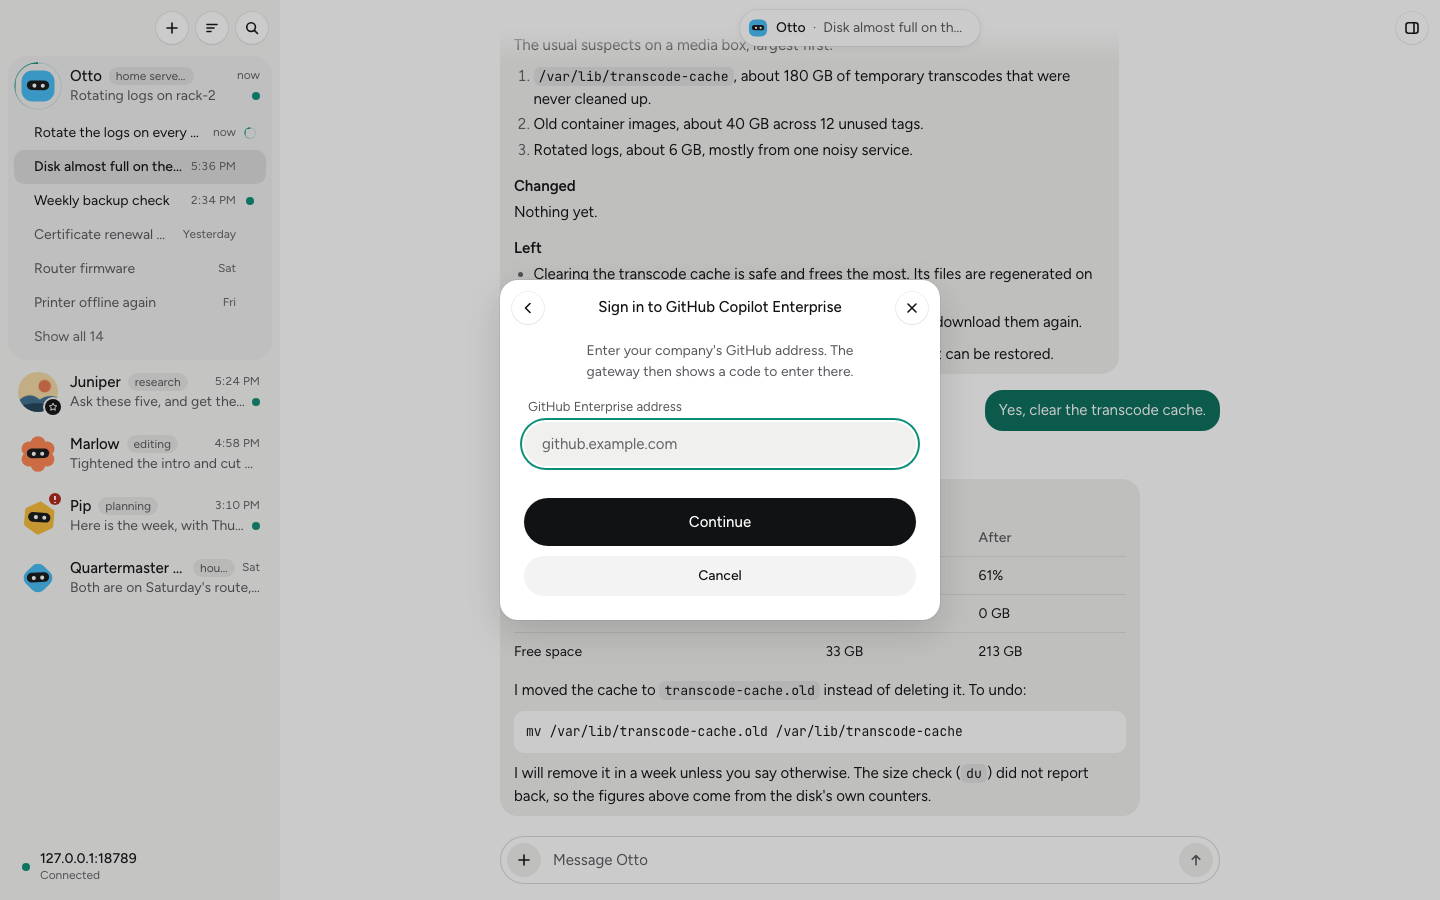 Otto home serve... now
Rotating logs on rack-2
Rotate the logs on every ... now
Disk almost full on the... 5:36 PM
Weekly backup check 2:34 PM
Certificate renewal ... Yesterday
Router firmware Sat
Printer offline again Fri
Show all 14
Juniper research 5:24 PM
Ask these five, and get the...
Marlow editing 4:58 PM
Tightened the intro and cut ...
Pip planning 3:10 PM
Here is the week, with Thu...
Quartermaster ... hou... Sat
Both are on Saturday's route,...
127.0.0.1:18789
Connected
Otto · Disk almost full on th...
The usual suspects on a media box, largest first:
1. /var/lib/transcode-cache, about 180 GB of temporary transcodes that were
never cleaned up.
2. Old container images, about 40 GB across 12 unused tags.
3. Rotated logs, about 6 GB, mostly from one noisy service.
Changed
Nothing yet.
Left
Clearing the transcode cache is safe and frees the most. Its files are regenerated on
download them again.
can be restored.
Yes, clear the transcode cache.
Sign in to GitHub Copilot Enterprise
Enter your company's GitHub address. The
gateway then shows a code to enter there.
GitHub Enterprise address
github.example.com
Continue
Cancel
After
61%
0 GB
Free space 33 GB 213 GB
I moved the cache to transcode-cache.old instead of deleting it. To undo:
mv /var/lib/transcode-cache.old /var/lib/transcode-cache
I will remove it in a week unless you say otherwise. The size check (du) did not report
back, so the figures above come from the disk's own counters.
Message Otto